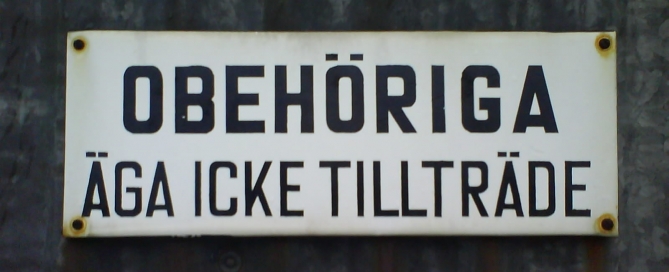 OBEHÖRIGA
ÄGA ICKE TILLTRÄDE